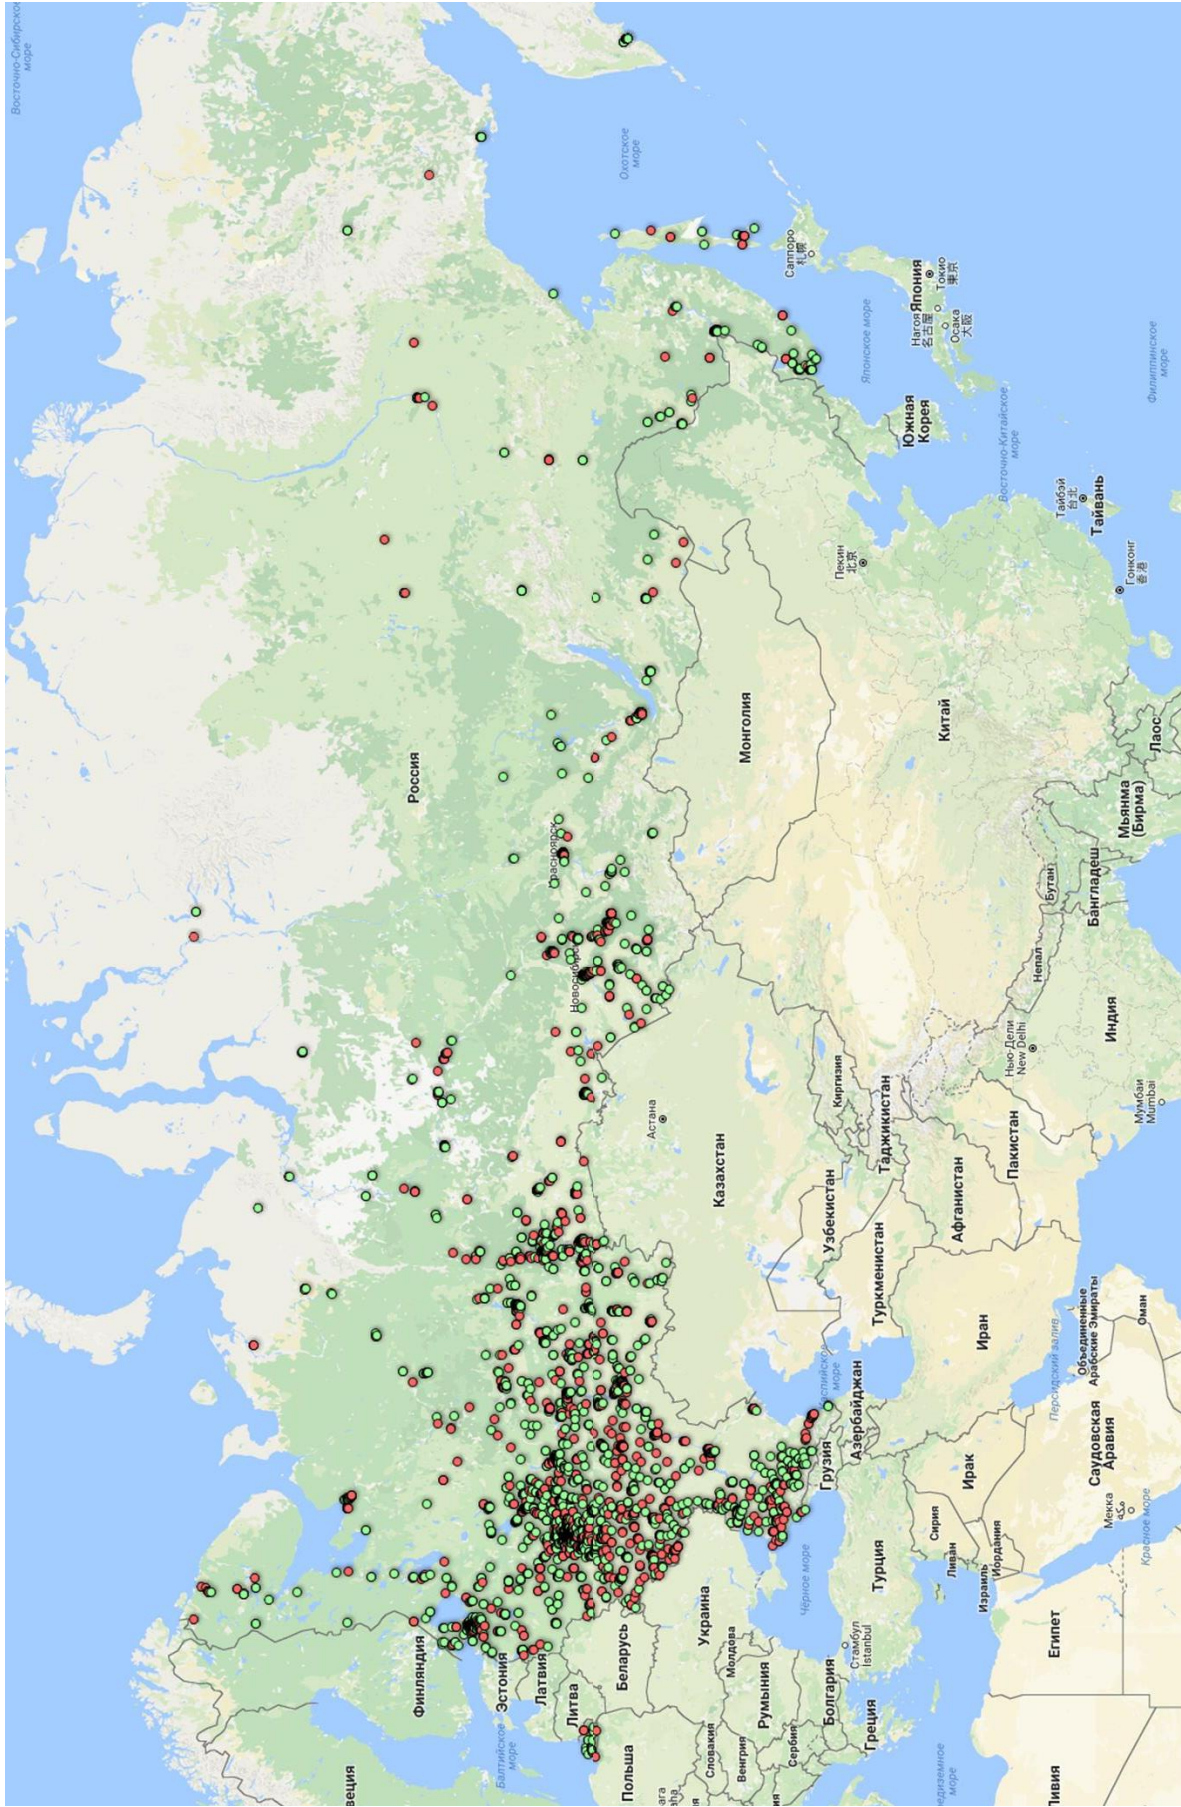 Восточно-Сибирское
море
Россия
Финляндия
Балтийское
море
Эстония
Латвия
Литва
Красноярск
Новосибирск
Беларусь
Польша
Охотское
море
Астана
Украина
Словакия
Молдова
Казахстан
Монголия
Венгрия
Румыния
Сербия
Чёрное море
Саппоро
札幌
Болгария
Грузия
Каспийское
море
Узбекистан
Киргизия
Стамбул
Istanbul
Азербайджан
Пекин
北京
Японское море
Греция
Турция
Туркменистан
Таджикистан
Южная
Корея
Япония
Нагоя
名古屋
Токио
東京
Осака
大阪
Сирия
Ливан
Ирак
Иран
Афганистан
Китай
Израиль
Иордания
Пакистан
Нью-Дели
New Delhi
Непал
Бутан
Восточно-Китайское
море
Египет
Персидский залив
Саудовская
Аравия
Объединенные
Арабские Эмираты
Мекка
مكة
Оман
Индия
Бангладеш
Тайбэй
台北
Тайвань
Мьянма
(Бирма)
Лаос
Гонконг
香港
Красное море
Мумбаи
Mumbai
Филиппинское
море